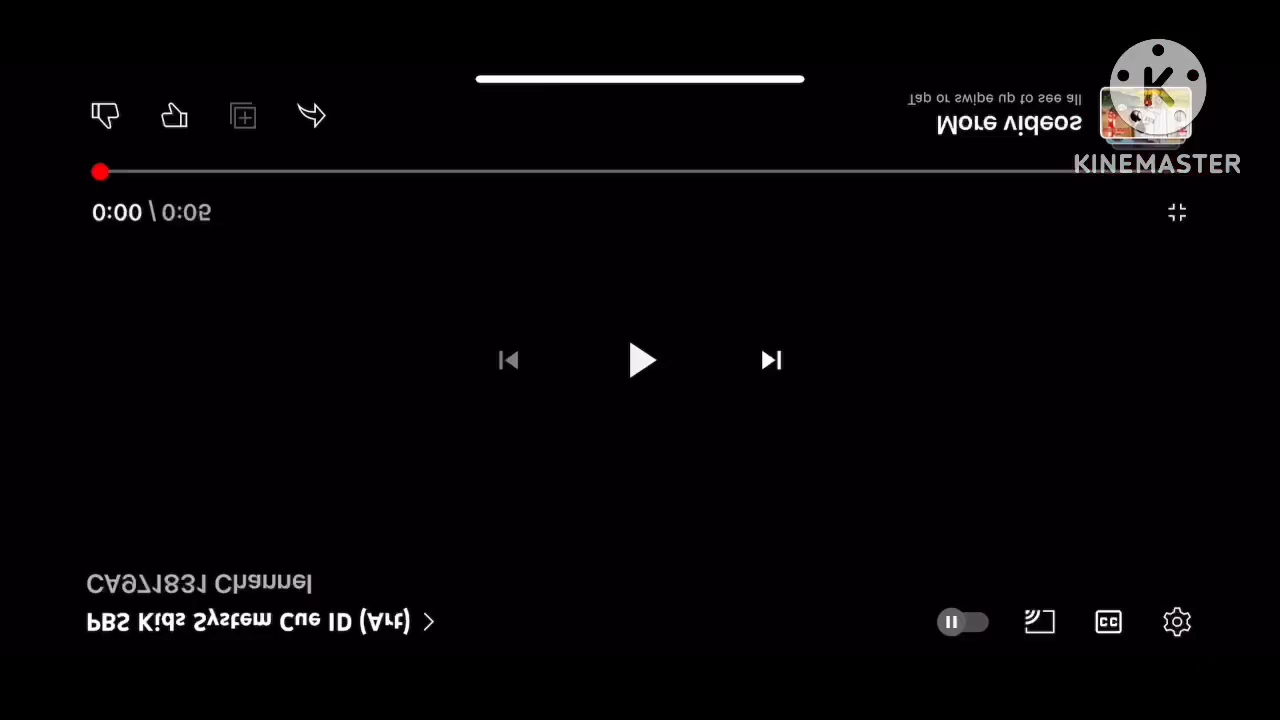 Tap or swipe up to see all
More videos
KINEMASTER
0:00 / 0:05
CA971831 Channel
PBS Kids System Cue ID (Art)
CC